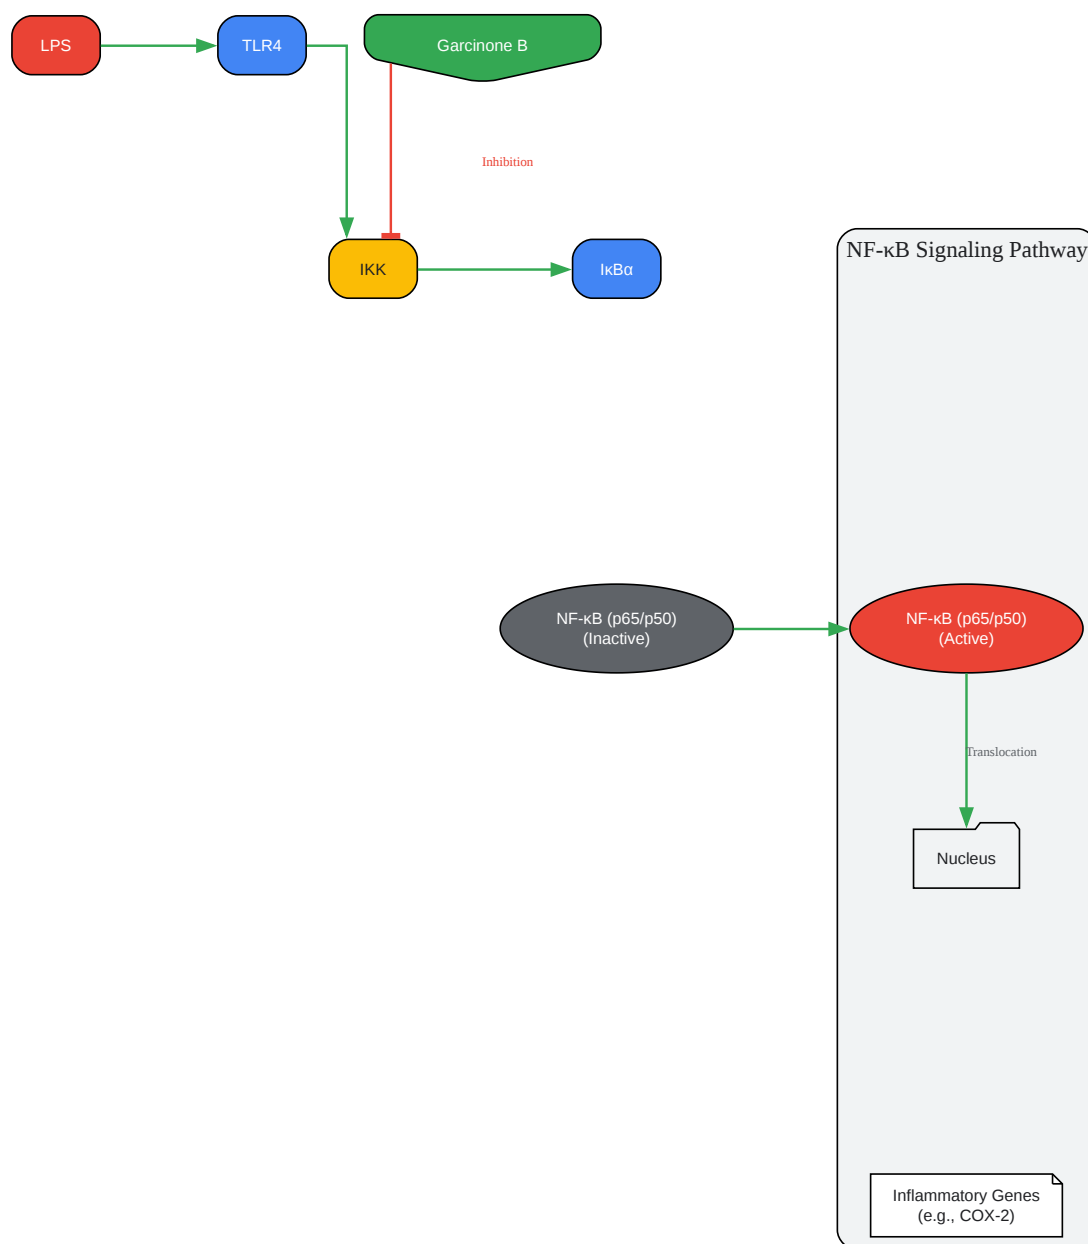 LPS
TLR4
Garcinone B
Inhibition
IKK
IκBα
NF-κB Signaling Pathway
NF-κB (p65/p50)
(Inactive)
NF-κB (p65/p50)
(Active)
Translocation
Nucleus
Inflammatory Genes
(e.g., COX-2)